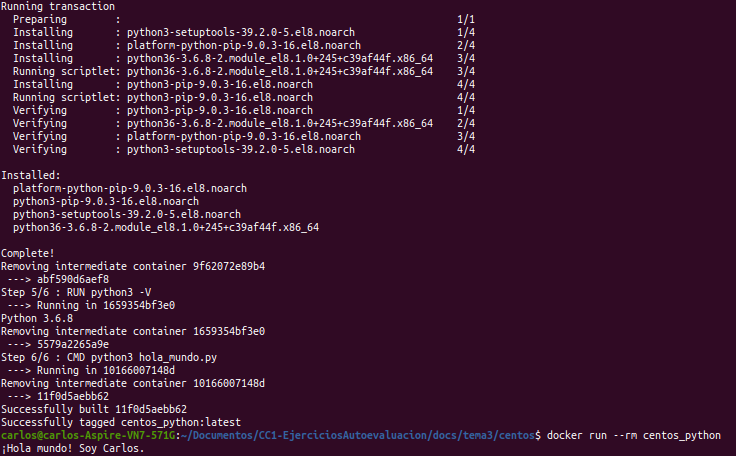 Running transaction
  Preparing        :                                                        1/1
  Installing       : python3-setuptools-39.2.0-5.el8.noarch                 1/4
  Installing       : platform-python-pip-9.0.3-16.el8.noarch                2/4
  Installing       : python36-3.6.8-2.module_el8.1.0+245+c39af44f.x86_64    3/4
  Running scriptlet: python36-3.6.8-2.module_el8.1.0+245+c39af44f.x86_64    3/4
  Installing       : python3-pip-9.0.3-16.el8.noarch                        4/4
  Running scriptlet: python3-pip-9.0.3-16.el8.noarch                        4/4
  Verifying        : python3-pip-9.0.3-16.el8.noarch                        1/4
  Verifying        : python36-3.6.8-2.module_el8.1.0+245+c39af44f.x86_64    2/4
  Verifying        : platform-python-pip-9.0.3-16.el8.noarch                3/4
  Verifying        : python3-setuptools-39.2.0-5.el8.noarch                 4/4

Installed:
  platform-python-pip-9.0.3-16.el8.noarch
  python3-pip-9.0.3-16.el8.noarch
  python3-setuptools-39.2.0-5.el8.noarch
  python36-3.6.8-2.module_el8.1.0+245+c39af44f.x86_64

Complete!
Removing intermediate container 9f62072e89b4
 ---> abf590d6aef8
Step 5/6 : RUN python3 -V
 ---> Running in 1659354bf3e0
Python 3.6.8
Removing intermediate container 1659354bf3e0
 ---> 5579a2265a9e
Step 6/6 : CMD python3 hola_mundo.py
 ---> Running in 10166007148d
Removing intermediate container 10166007148d
 ---> 11f0d5aebb62
Successfully built 11f0d5aebb62
Successfully tagged centos_python:latest
carlos@carlos-Aspire-VN7-571G:~/Documentos/CC1-EjerciciosAutoevaluacion/docs/tema3/centos$ docker run --rm centos_python
¡Hola mundo! Soy Carlos.